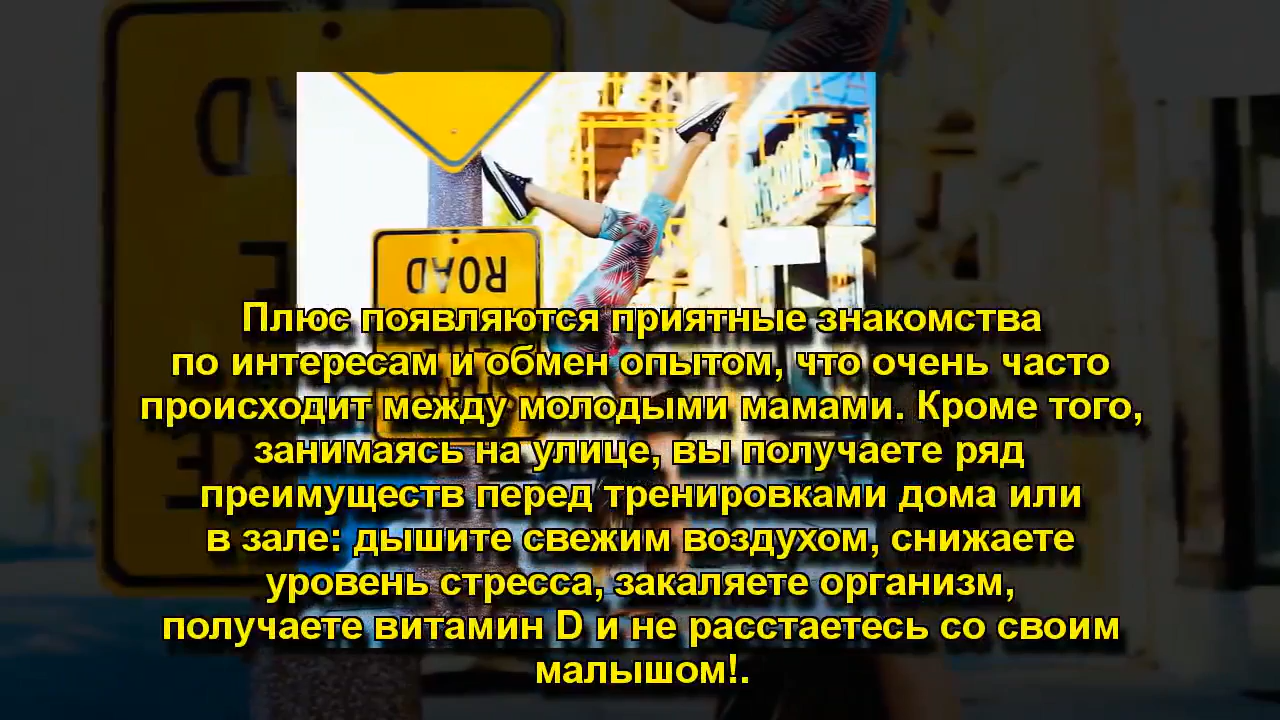 ROAD
Плюс появляются приятные знакомства
по интересам и обмен опытом, что очень часто
происходит между молодыми мамами. Кроме того,
занимаясь на улице, вы получаете ряд
преимуществ перед тренировками дома или
в зале: дышите свежим воздухом, снижаете
уровень стресса, закаляете организм,
получаете витамин D и не расстаетесь со своим
малышом!.